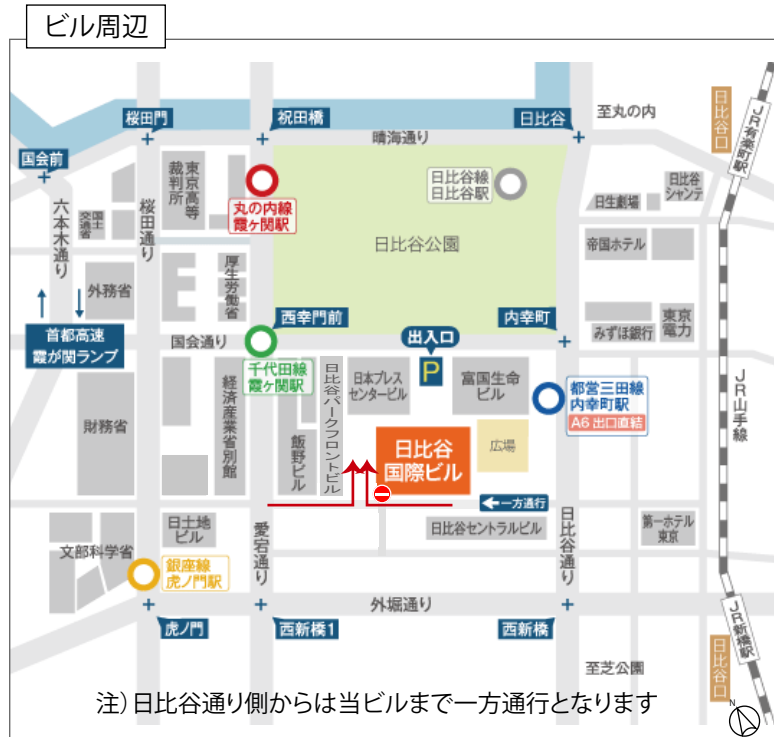 ビル周辺
桜田門
祝田橋
日比谷
至丸の内
日比谷口
JR有楽町駅
晴海通り
国会前
東京高等
裁判所
丸の内線
霞ヶ関駅
日比谷線
日比谷駅
日比谷
シャンテ
日生劇場
六本木通り
国土
交通省
桜田通り
日比谷公園
帝国ホテル
外務省
厚生労働省
西幸門前
内幸町
東京
電力
みずほ銀行
首都高速
霞が関ランプ
国会通り
出入口
P
千代田線
霞ヶ関駅
日比谷パークフロントビル
日本プレス
センタービル
富国生命
ビル
都営三田線
内幸町駅
A6 出口直結
JR山手線
財務省
経済産業省別館
飯野ビル
日比谷
国際ビル
広場
一方通行
日土地
ビル
愛宕通り
日比谷セントラルビル
日比谷通り
第一ホテル
東京
文部科学省
銀座線
虎ノ門駅
外堀通り
虎ノ門
西新橋1
西新橋
JR新橋駅
日比谷口
至芝公園
注)日比谷通り側からは当ビルまで一方通行となります
N